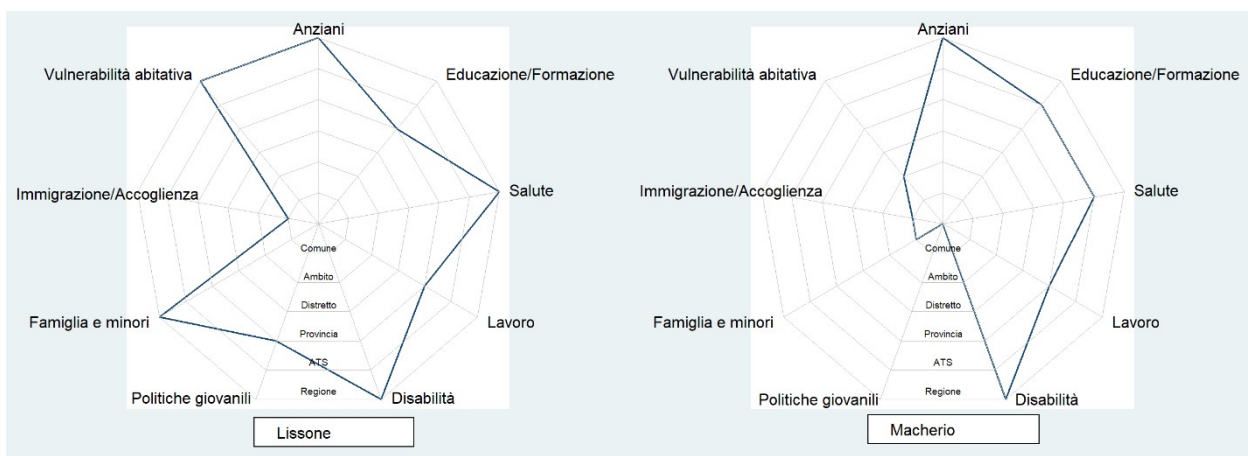 Anziani
Vulnerabilità abitativa
Educazione/Formazione
Immigrazione/Accoglienza
Salute
Comune
Ambito
Distretto
Famiglia e minori
Lavoro
Provincia
ATS
Regione
Politiche giovanili
Disabilità
Lissone
Anziani
Vulnerabilità abitativa
Educazione/Formazione
Immigrazione/Accoglienza
Salute
Comune
Ambito
Distretto
Famiglia e minori
Lavoro
Provincia
ATS
Regione
Politiche giovanili
Disabilità
Macherio